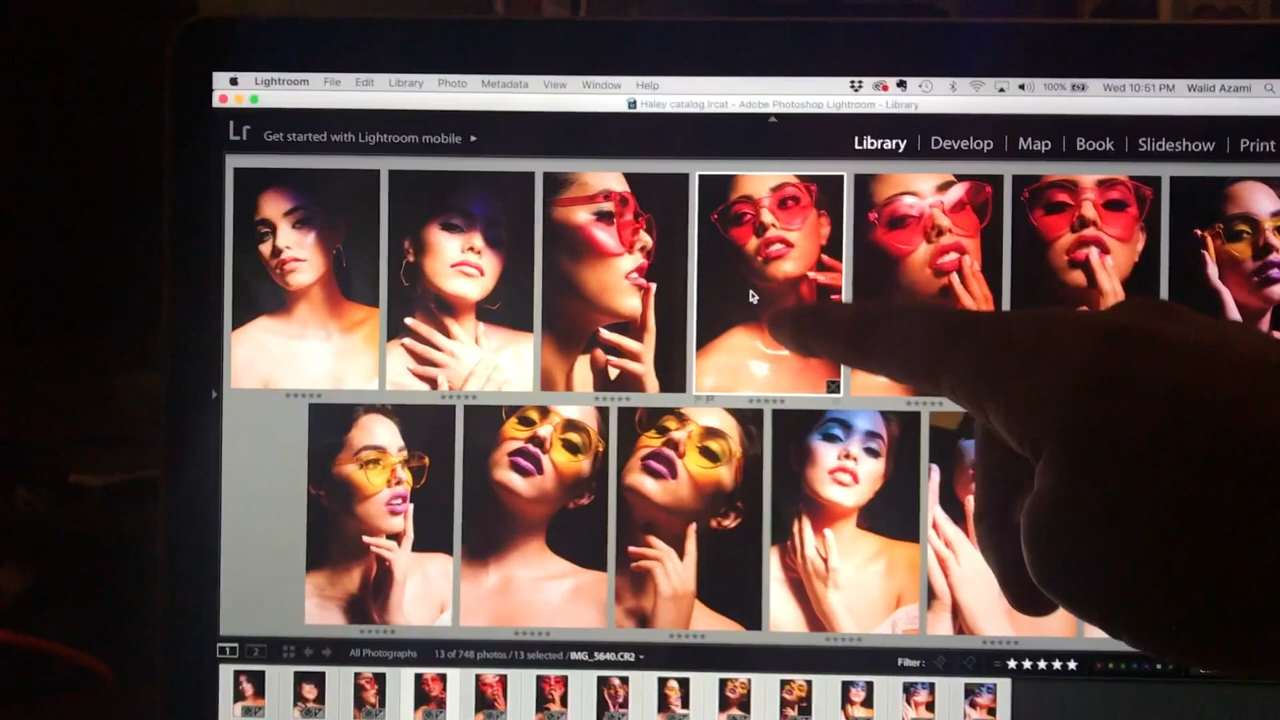 Lightroom File Edit Library Photo Metadata View Window Help 100% Wed 10:51 PM Walid Azami
Haley catalog.lrcat - Adobe Photoshop Lightroom - Library
Lr Get started with Lightroom mobile Library | Develop | Map | Book | Slideshow | Print
1 2 All Photographs 13 of 748 photos / 13 selected / IMG_5640.CR2 Filter: